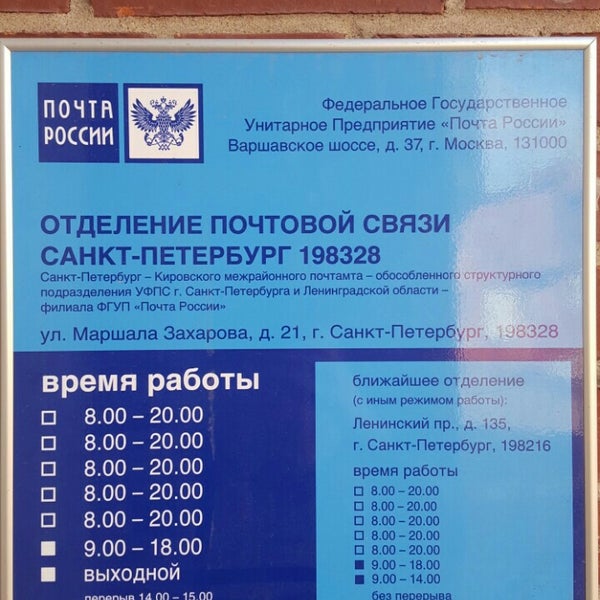 ПОЧТА
РОССИИ
Федеральное Государственное
Унитарное Предприятие «Почта России»
Варшавское шоссе, д. 37, г. Москва, 131000
ОТДЕЛЕНИЕ ПОЧТОВОЙ СВЯЗИ
САНКТ-ПЕТЕРБУРГ 198328
Санкт-Петербург – Кировского межрайонного почтамта – обособленного структурного
подразделения УФПС г. Санкт-Петербурга и Ленинградской области –
филиала ФГУП «Почта России»
ул. Маршала Захарова, д. 21, г. Санкт-Петербург, 198328
время работы
8.00 – 20.00
8.00 – 20.00
8.00 – 20.00
8.00 – 20.00
8.00 – 20.00
9.00 – 18.00
выходной
перерыв 14.00 – 15.00
ближайшее отделение
(с иным режимом работы):
Ленинский пр., д. 135,
г. Санкт-Петербург, 198216
время работы
8.00 – 20.00
8.00 – 20.00
8.00 – 20.00
8.00 – 20.00
8.00 – 20.00
9.00 – 18.00
9.00 – 14.00
без перерыва